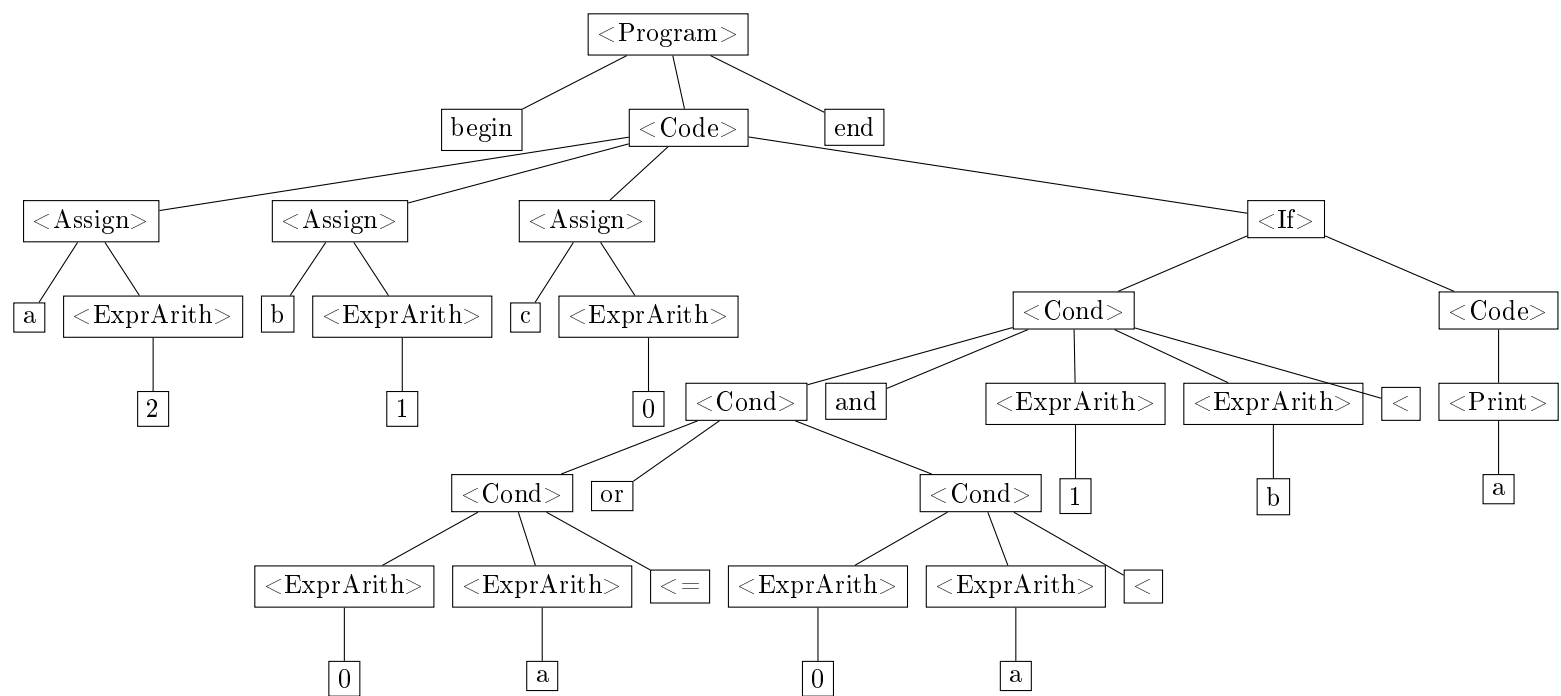 <Program>
begin <Code> end
<Assign> <Assign> <Assign> <If>
a <ExprArith> b <ExprArith> c <ExprArith> <Cond> <Code>
2 1 0 <Cond> and <ExprArith> <ExprArith> < <Print>
<Cond> or <Cond> 1 b a
<ExprArith> <ExprArith> <= <ExprArith> <ExprArith> <
0 a 0 a